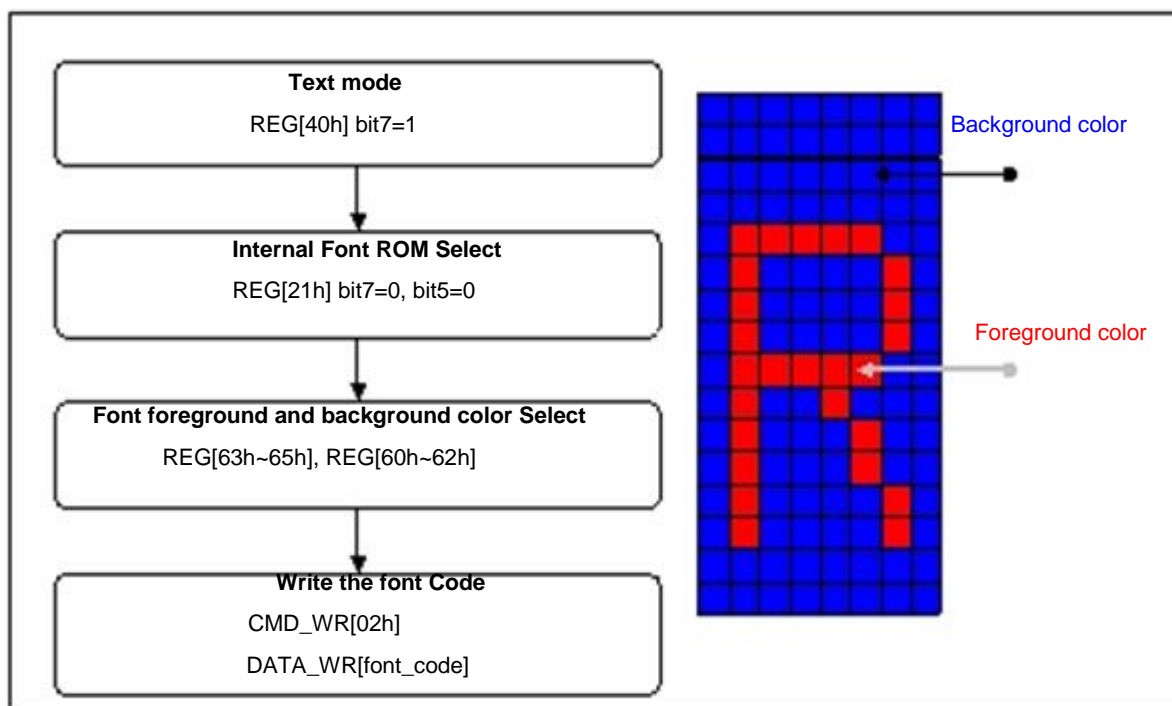 Text mode
REG[40h] bit7=1
Internal Font ROM Select
REG[21h] bit7=0, bit5=0
Font foreground and background color Select
REG[63h~65h], REG[60h~62h]
Write the font Code
CMD_WR[02h]
DATA_WR[font_code]
Background color
Foreground color